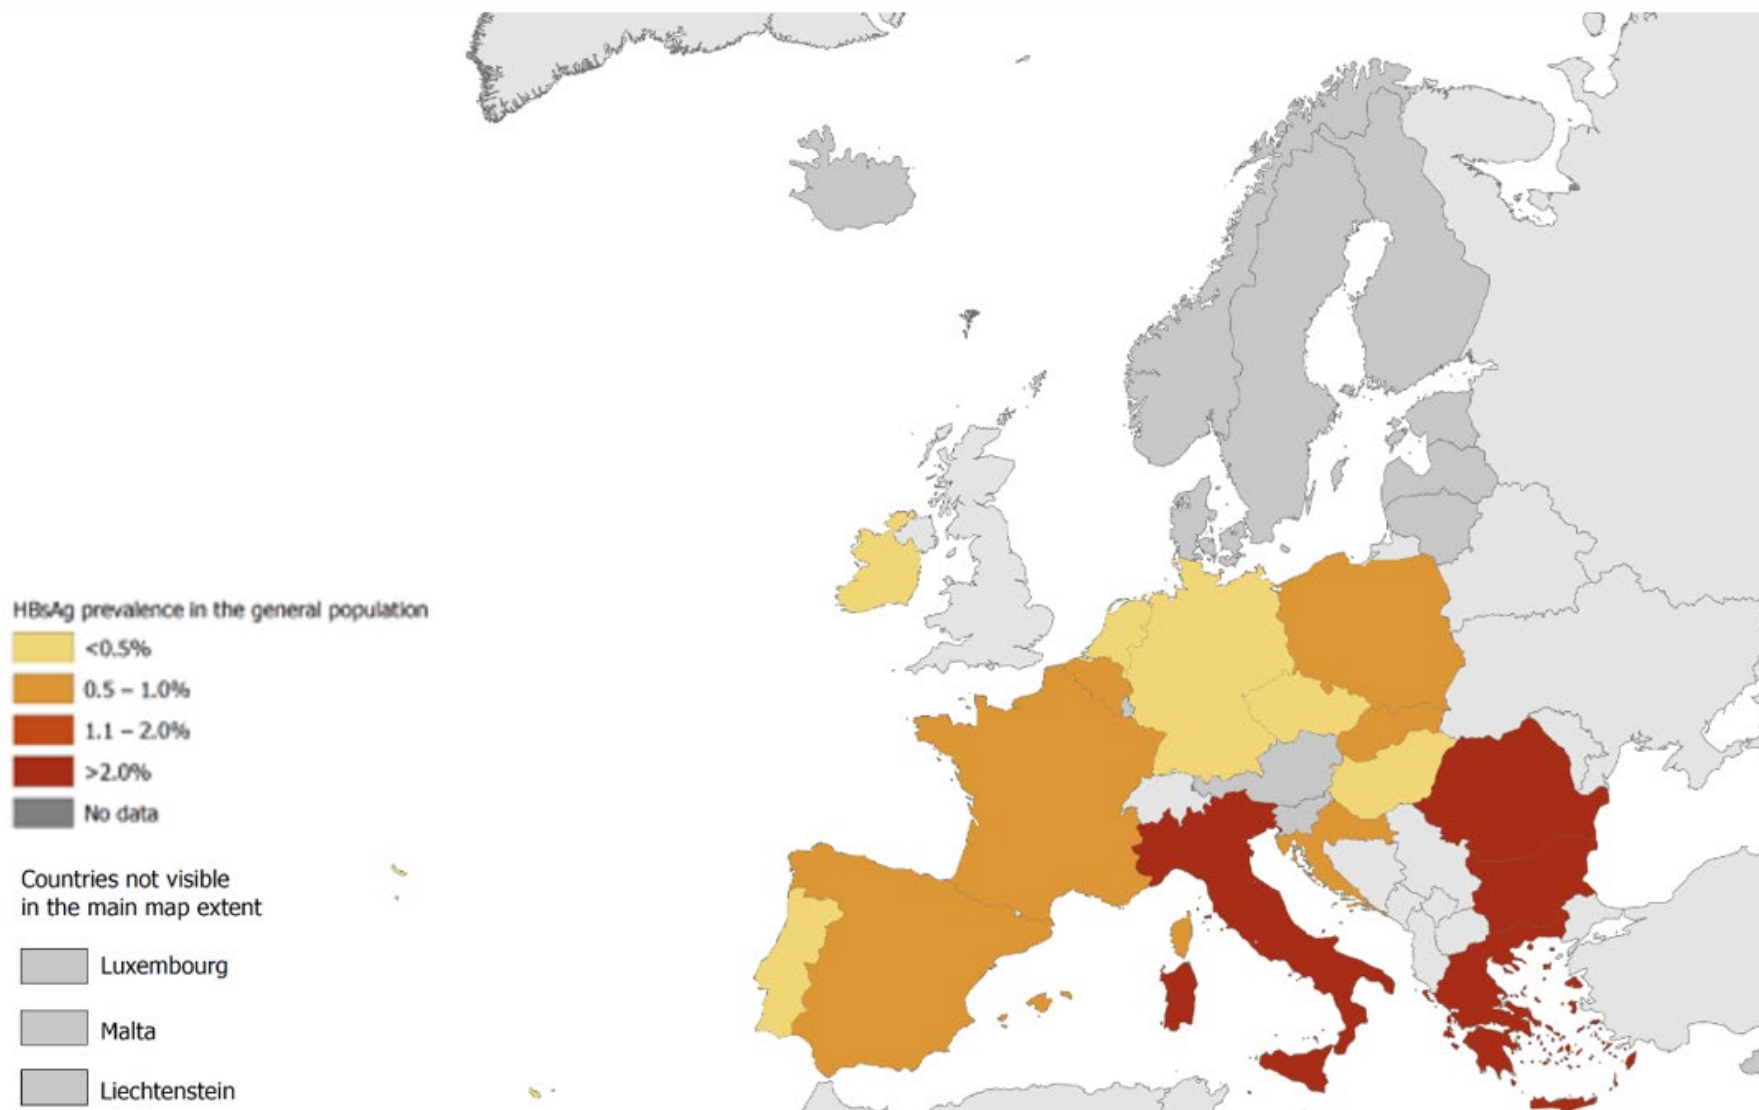 HBsAg prevalence in the general population
<0.5%
0.5 – 1.0%
1.1 – 2.0%
>2.0%
No data
Countries not visible
in the main map extent
Luxembourg
Malta
Liechtenstein